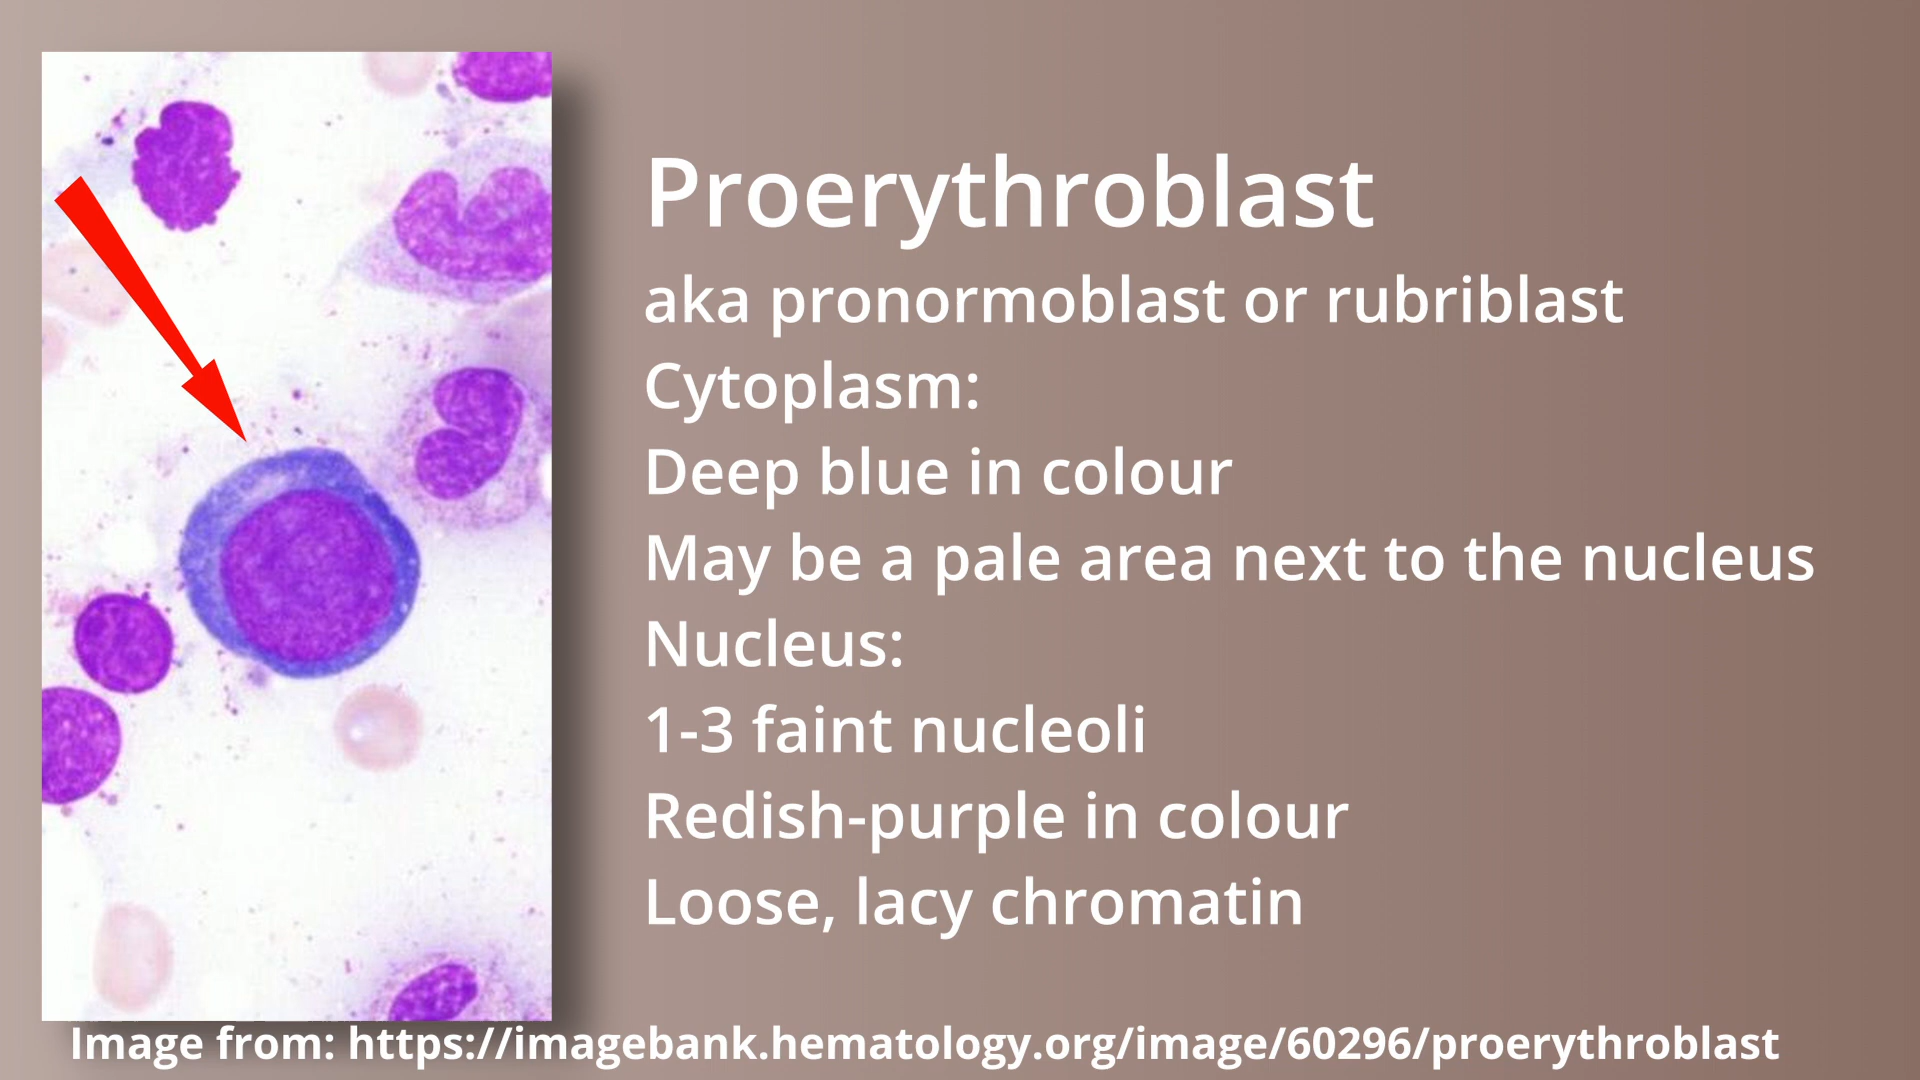 Proerythroblast
aka pronormoblast or rubriblast
Cytoplasm:
Deep blue in colour
May be a pale area next to the nucleus
Nucleus:
1-3 faint nucleoli
Redish-purple in colour
Loose, lacy chromatin
Image from: https://imagebank.hematology.org/image/60296/proerythroblast